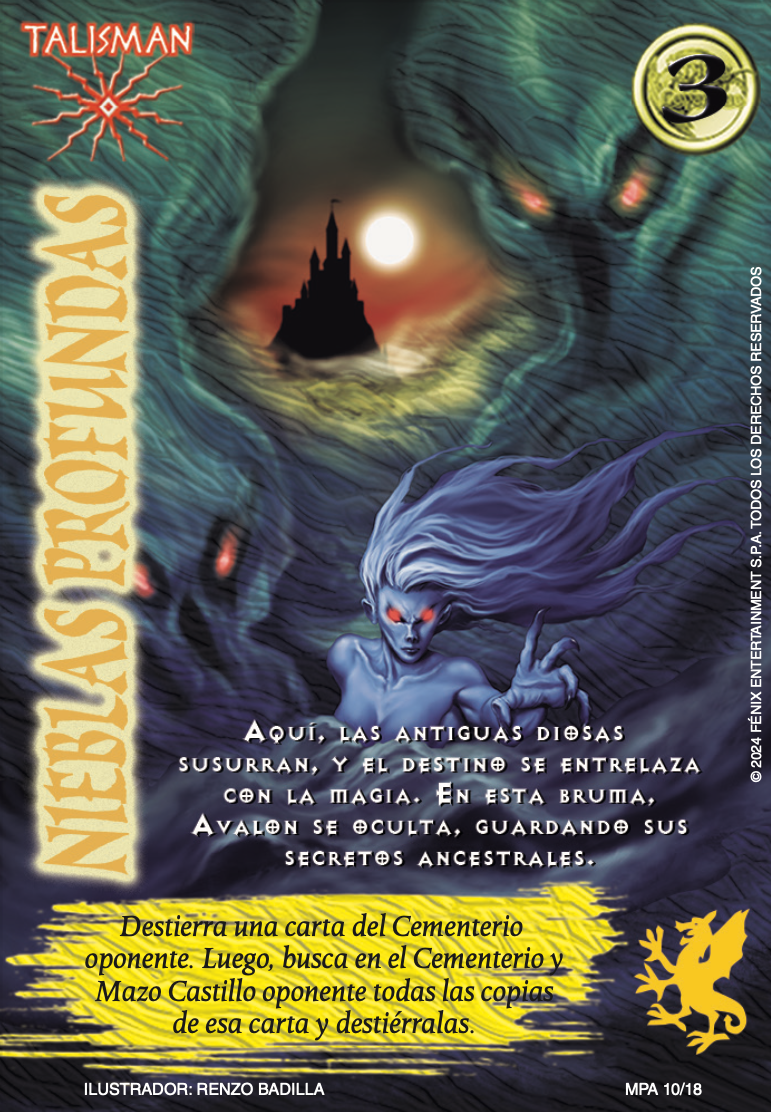 TALISMAN
3
NIEBLAS PROFUNDAS
Aquí, las antiguas diosas
susurran, y el destino se entrelaza
con la magia. En esta bruma,
Avalon se oculta, guardando sus
secretos ancestrales.
Destierra una carta del Cementerio
oponente. Luego, busca en el Cementerio y
Mazo Castillo oponente todas las copias
de esa carta y destiérralas.
© 2024 FÉNIX ENTERTAINMENT S.P.A. TODOS LOS DERECHOS RESERVADOS
ILUSTRADOR: RENZO BADILLA
MPA 10/18